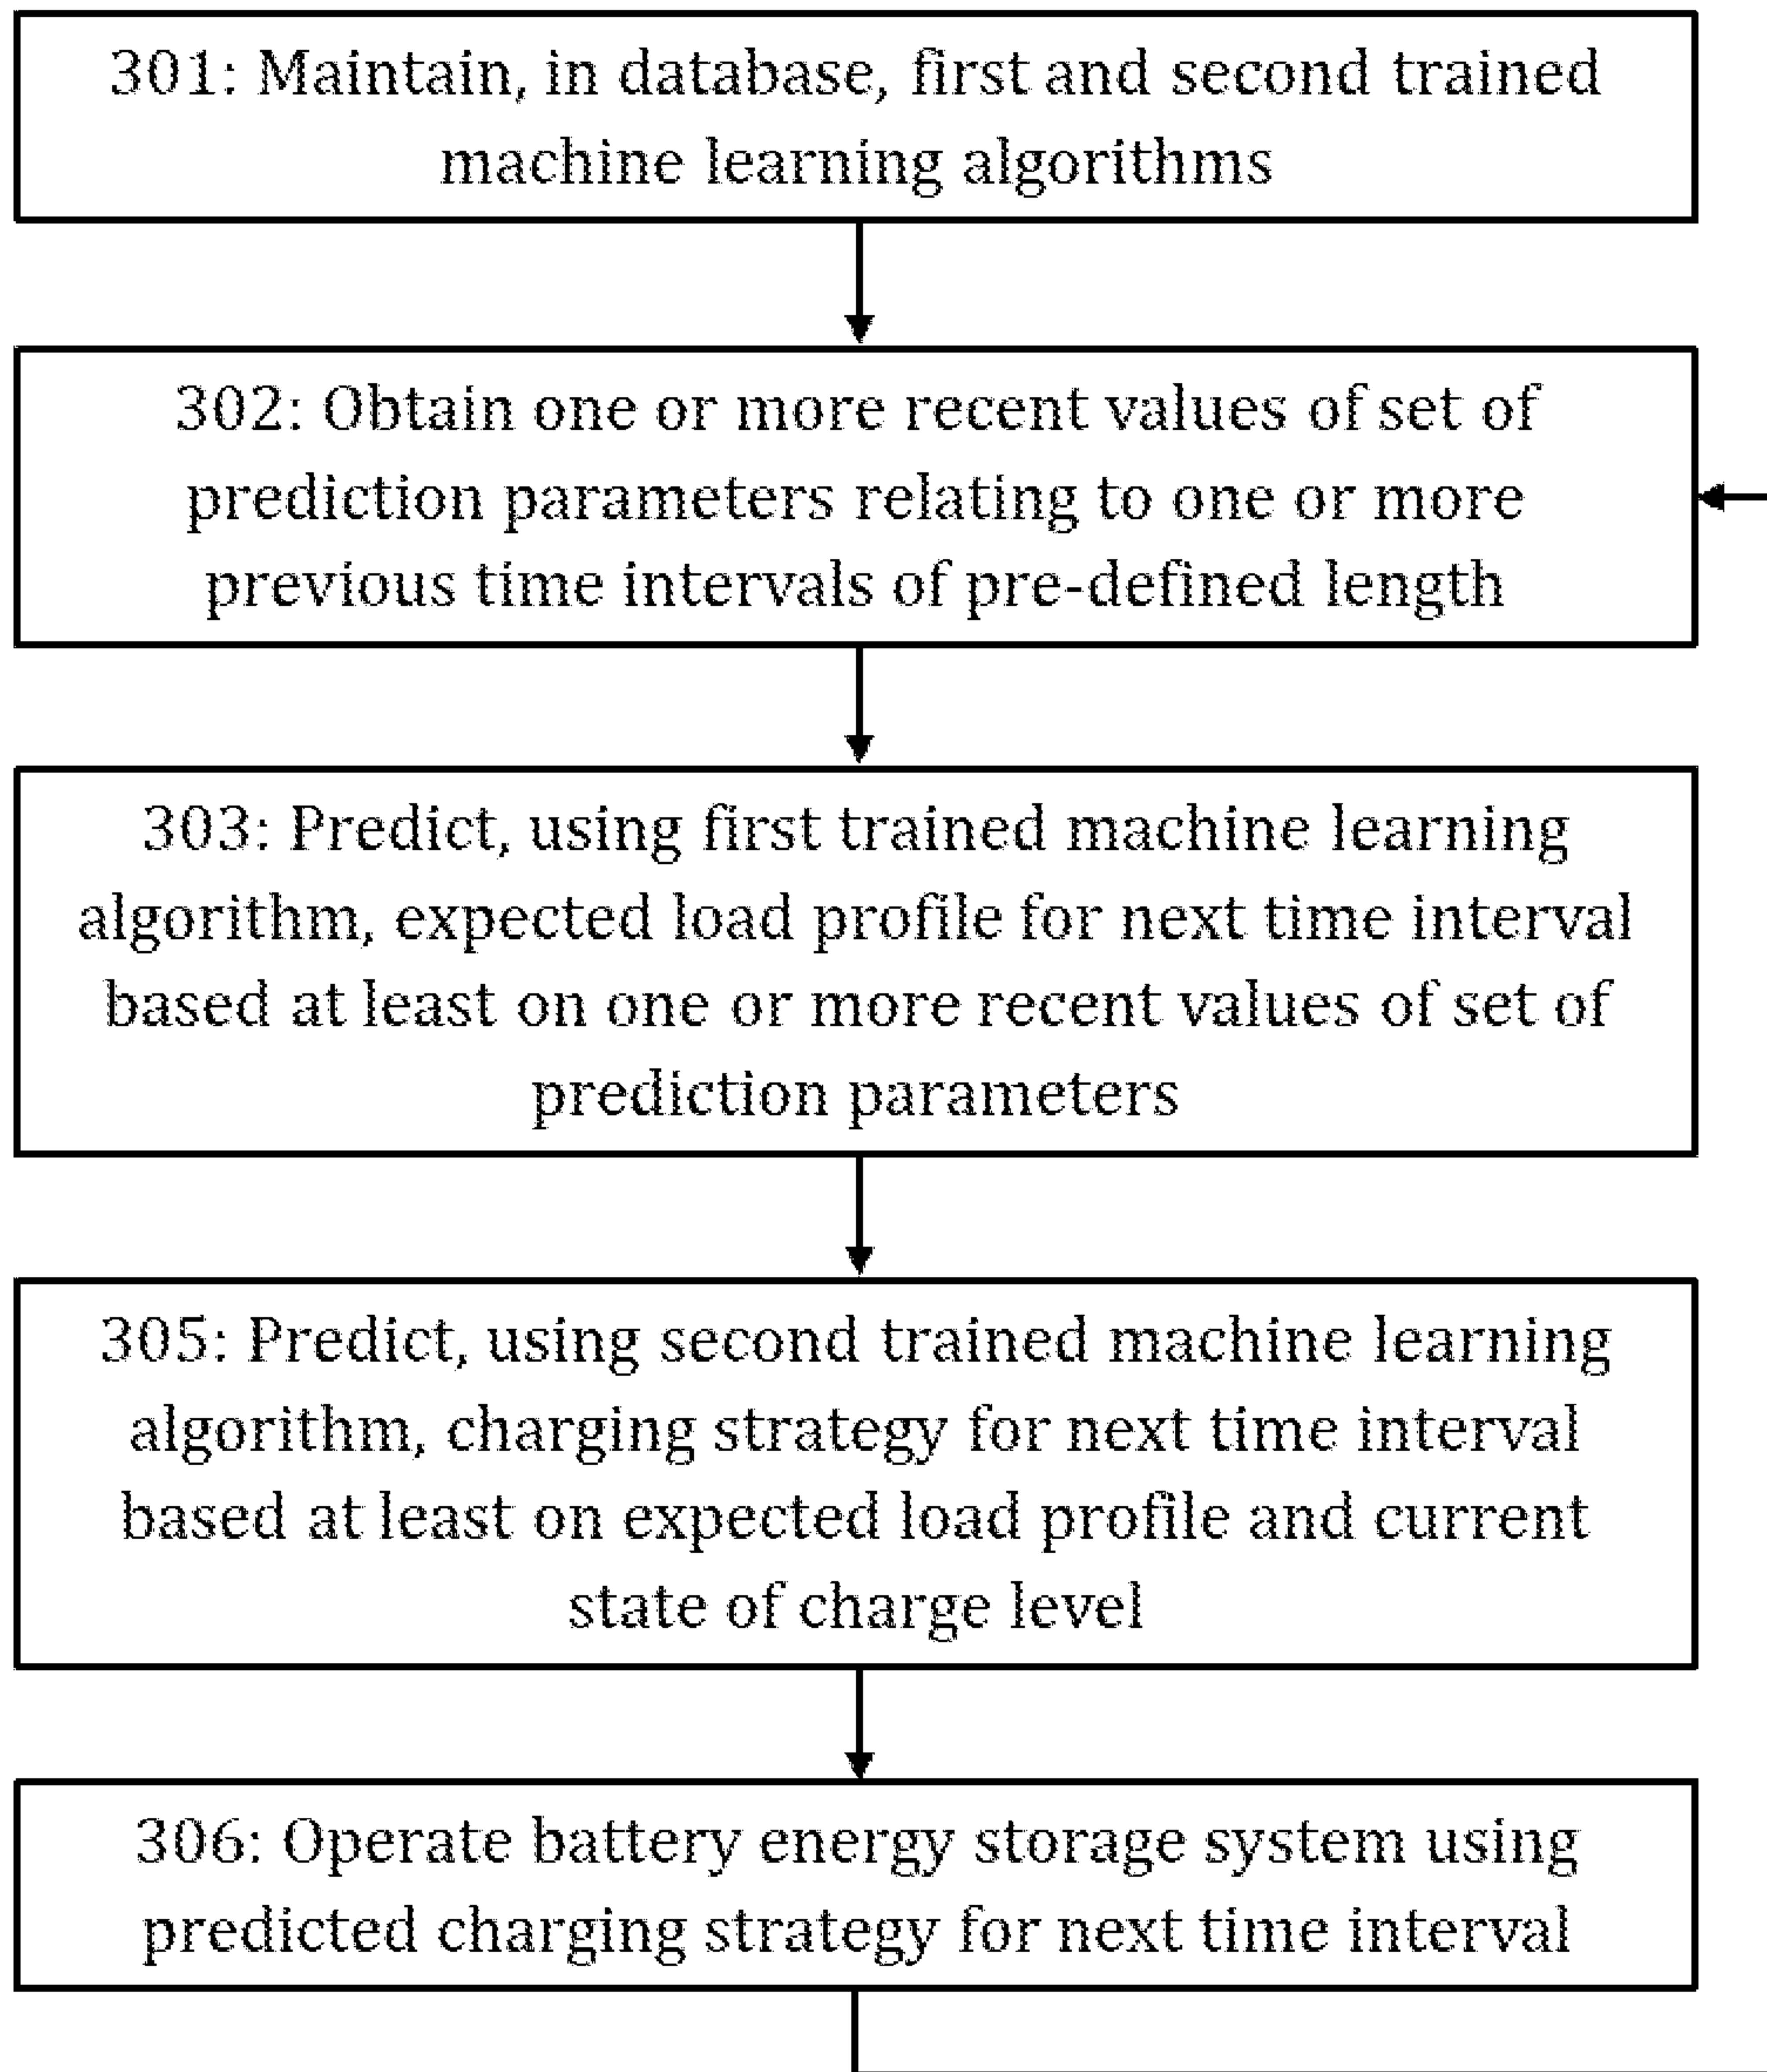 301: Maintain, in database, first and second trained
machine learning algorithms
302: Obtain one or more recent values of set of
prediction parameters relating to one or more
previous time intervals of pre-defined length
303: Predict, using first trained machine learning
algorithm, expected load profile for next time interval
based at least on one or more recent values of set of
prediction parameters
305: Predict, using second trained machine learning
algorithm, charging strategy for next time interval
based at least on expected load profile and current
state of charge level
306: Operate battery energy storage system using
predicted charging strategy for next time interval